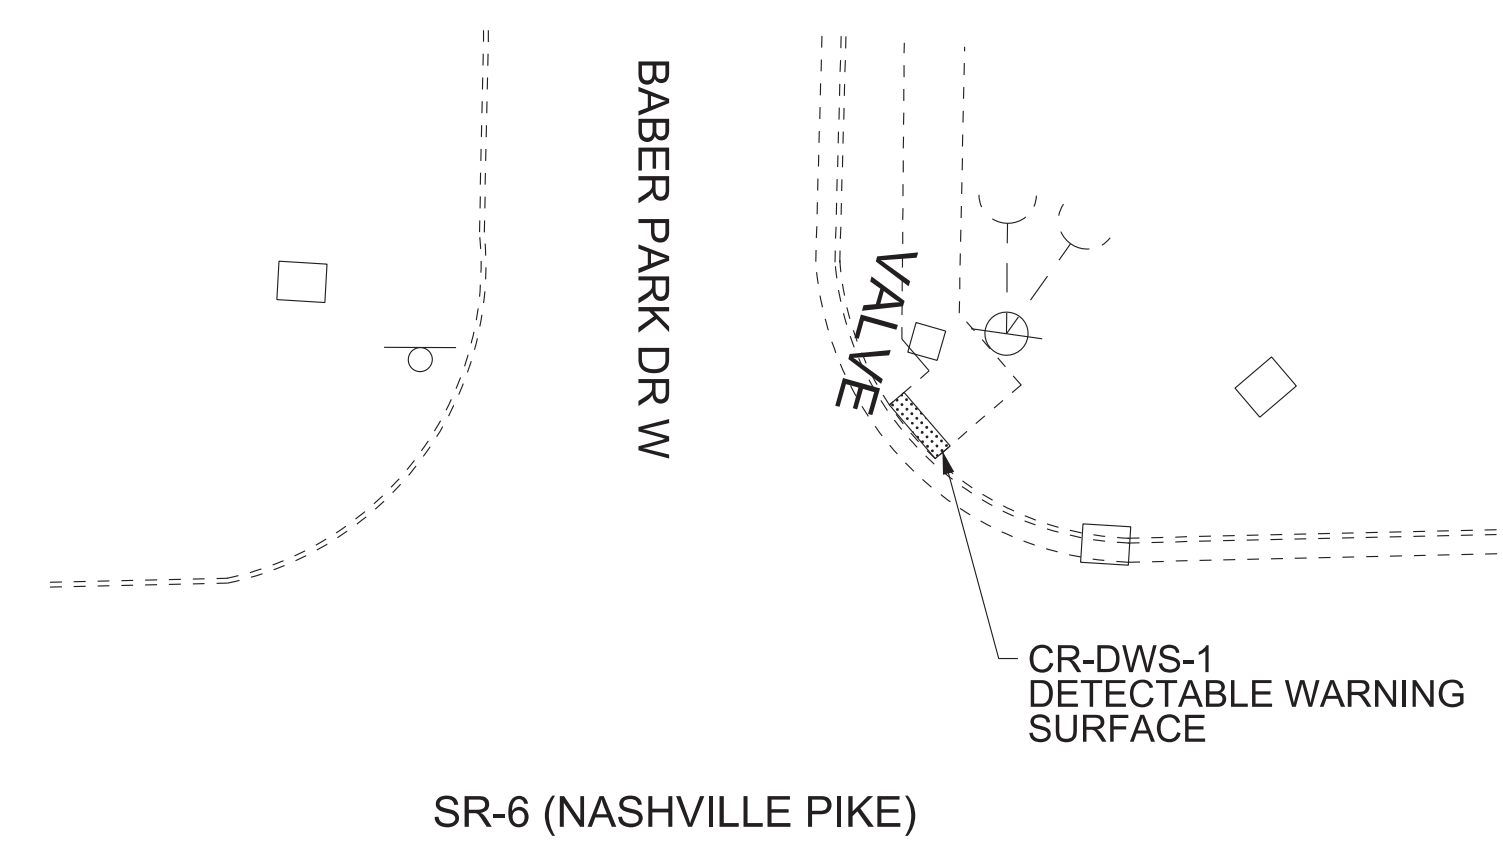 BABER PARK DR W
VALVE
CR-DWS-1
DETECTABLE WARNING
SURFACE
SR-6 (NASHVILLE PIKE)